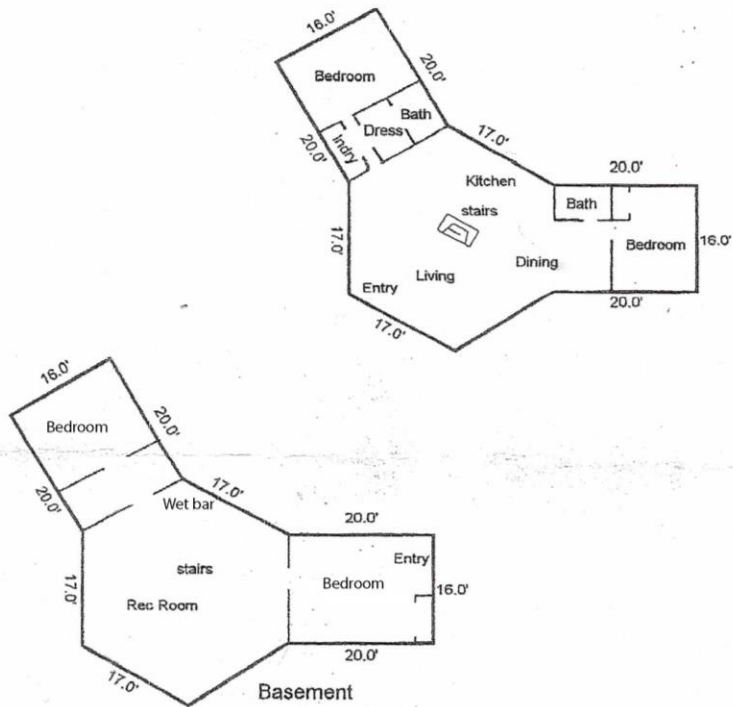 16.0'
Bedroom
20.0'
Bath
Dress
lndry
20.0'
17.0'
Kitchen
20.0'
stairs
Bath
17.0'
Bedroom
16.0'
Living
Dining
Entry
20.0'
17.0'
16.0'
Bedroom
20.0'
20.0'
17.0'
Wet bar
20.0'
Entry
stairs
Bedroom
17.0'
16.0'
Rec Room
20.0'
17.0'
Basement